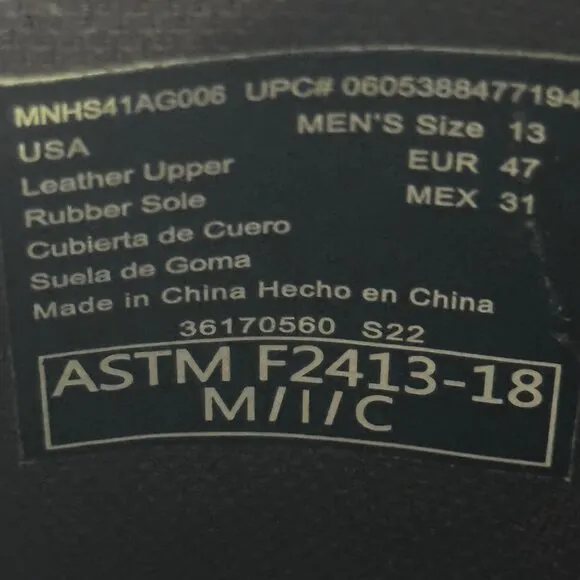 MNHS41AG006 UPC# 0605388477194
USA MEN'S Size 13
Leather Upper EUR 47
Rubber Sole MEX 31
Cubierta de Cuero
Suela de Goma
Made in China Hecho en China
36170560 S22
ASTM F2413-18
M/I/C